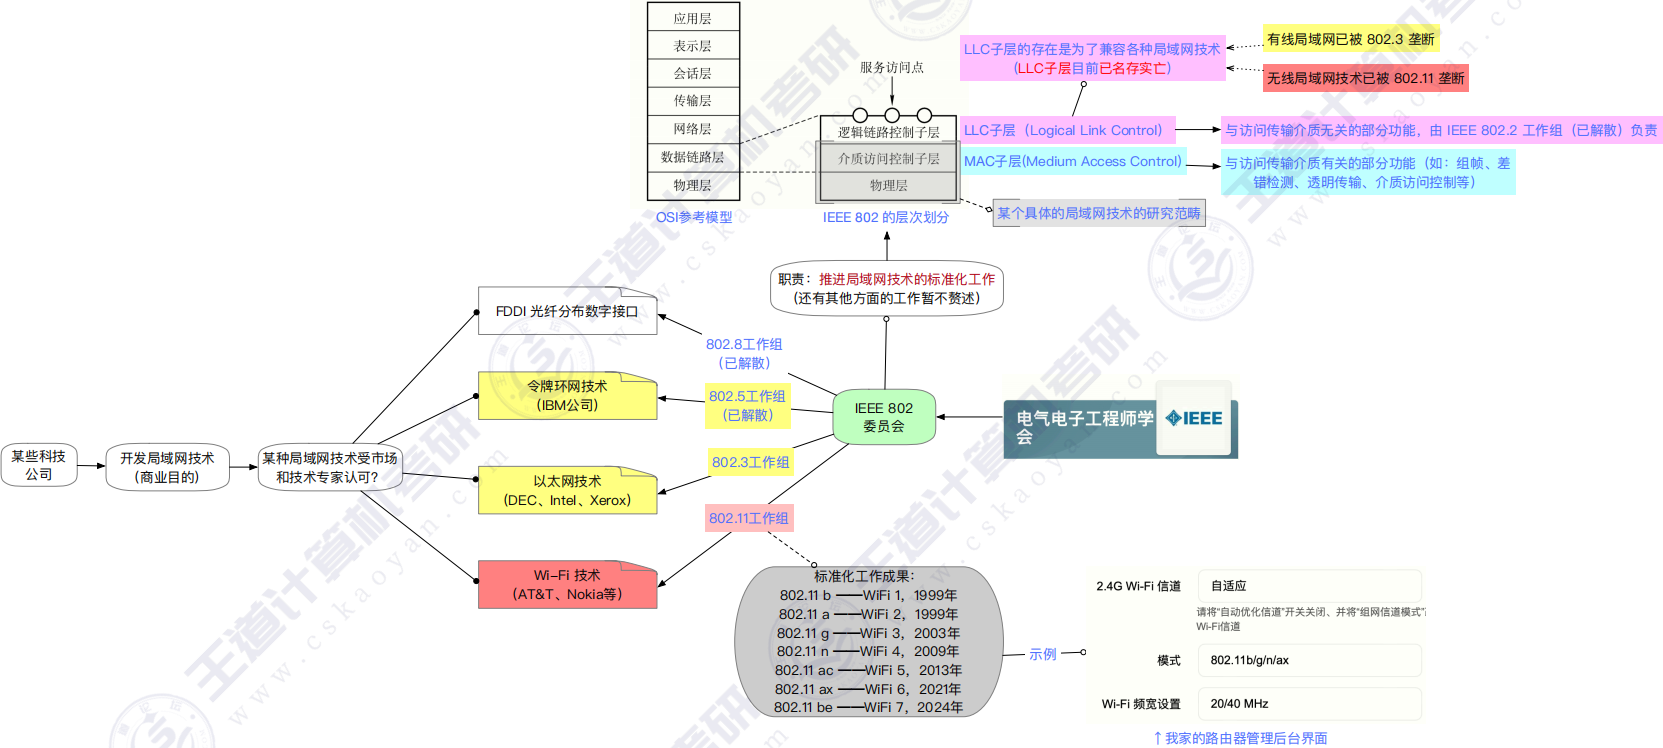 应用层
表示层
会话层
传输层
网络层
数据链路层
物理层
OSI参考模型
服务访问点
逻辑链路控制子层
介质访问控制子层
物理层
IEEE 802 的层次划分
LLC子层的存在是为了兼容各种局域网技术
(LLC子层目前已名存实亡)
有线局域网已被 802.3 垄断
无线局域网技术已被 802.11 垄断
LLC子层（Logical Link Control）
与访问传输介质无关的部分功能，由 IEEE 802.2 工作组（已解散）负责
MAC子层(Medium Access Control)
与访问传输介质有关的部分功能（如：组帧、差
错检测、透明传输、介质访问控制等）
某个具体的局域网技术的研究范畴
职责：推进局域网技术的标准化工作
(还有其他方面的工作暂不赘述)
某些科技
公司
开发局域网技术
(商业目的)
某种局域网技术受市场
和技术专家认可?
FDDI 光纤分布数字接口
令牌环网技术
(IBM公司)
以太网技术
(DEC、Intel、Xerox)
Wi-Fi 技术
(AT&T、Nokia等)
802.8工作组
(已解散)
802.5工作组
(已解散)
802.3工作组
802.11工作组
IEEE 802
委员会
电气电子工程师学
会
IEEE
标准化工作成果：
802.11 b ——WiFi 1，1999年
802.11 a ——WiFi 2，1999年
802.11 g ——WiFi 3，2003年
802.11 n ——WiFi 4，2009年
802.11 ac ——WiFi 5，2013年
802.11 ax ——WiFi 6，2021年
802.11 be ——WiFi 7，2024年
示例
2.4G Wi-Fi 信道
自适应
请将“自动优化信道”开关关闭、并将“组网信道模式”
Wi-Fi信道
模式
802.11b/g/n/ax
Wi-Fi 频宽设置
20/40 MHz
↑我家的路由器管理后台界面
王道计算机考研
www.cskaoyan.com